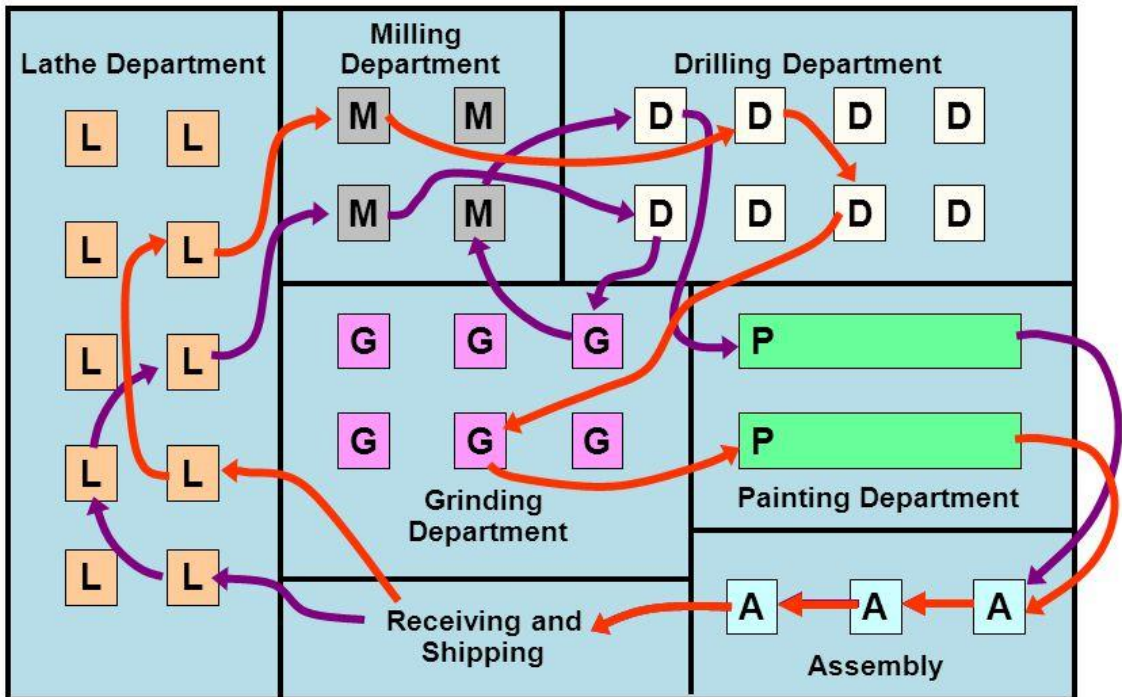 Lathe Department
L L
L L
L L
L L
L L
Milling
Department
M M
M M
Drilling Department
D D D D
D D D D
G G G
G G G
Grinding
Department
P
P
Painting Department
Receiving and
Shipping
A A A
Assembly